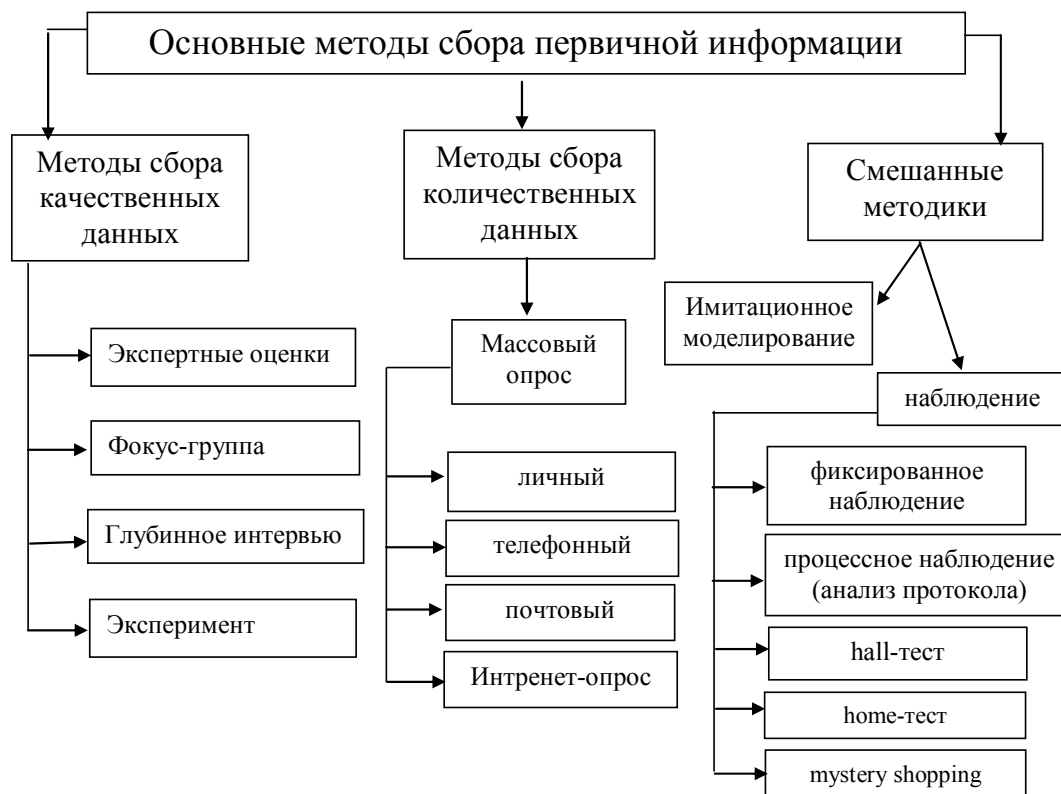 Основные методы сбора первичной информации
Методы сбора
качественных
данных
Экспертные оценки
Фокус-группа
Глубинное интервью
Эксперимент
Методы сбора
количественных
данных
Массовый
опрос
личный
телефонный
почтовый
Интренет-опрос
Смешанные
методики
Имитационное
моделирование
наблюдение
фиксированное
наблюдение
процессное наблюдение
(анализ протокола)
hall-тест
home-тест
mystery shopping